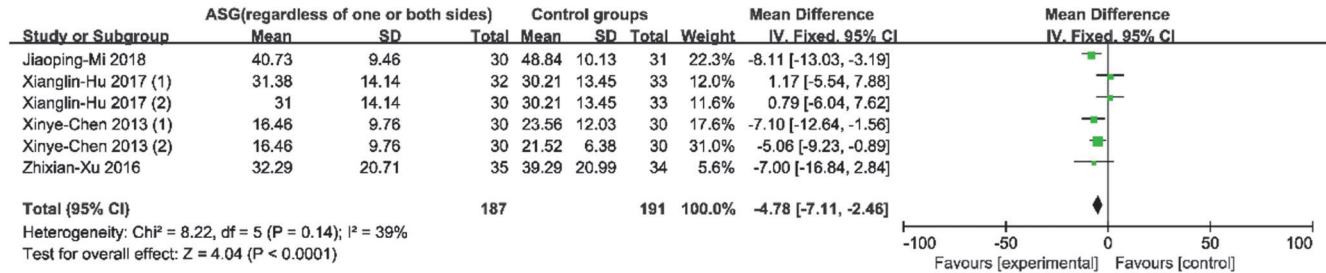 ASG(regardless of one or both sides) Control groups Mean Difference Mean Difference
Study or Subgroup Mean SD Total Mean SD Total Weight IV. Fixed. 95% CI IV. Fixed. 95% CI
Jiaoping-Mi 2018 40.73 9.46 30 48.84 10.13 31 22.3% -8.11 [-13.03, -3.19]
Xianglin-Hu 2017 (1) 31.38 14.14 32 30.21 13.45 33 12.0% 1.17 [-5.54, 7.88]
Xianglin-Hu 2017 (2) 31 14.14 30 30.21 13.45 33 11.6% 0.79 [-6.04, 7.62]
Xinye-Chen 2013 (1) 16.46 9.76 30 23.56 12.03 30 17.6% -7.10 [-12.64, -1.56]
Xinye-Chen 2013 (2) 16.46 9.76 30 21.52 6.38 30 31.0% -5.06 [-9.23, -0.89]
Zhixian-Xu 2016 32.29 20.71 35 39.29 20.99 34 5.6% -7.00 [-16.84, 2.84]
Total (95% CI) 187 191 100.0% -4.78 [-7.11, -2.46]
Heterogeneity: Chi² = 8.22, df = 5 (P = 0.14); I² = 39%
Test for overall effect: Z = 4.04 (P < 0.0001)
-100 -50 0 50 100
Favours [experimental] Favours [control]